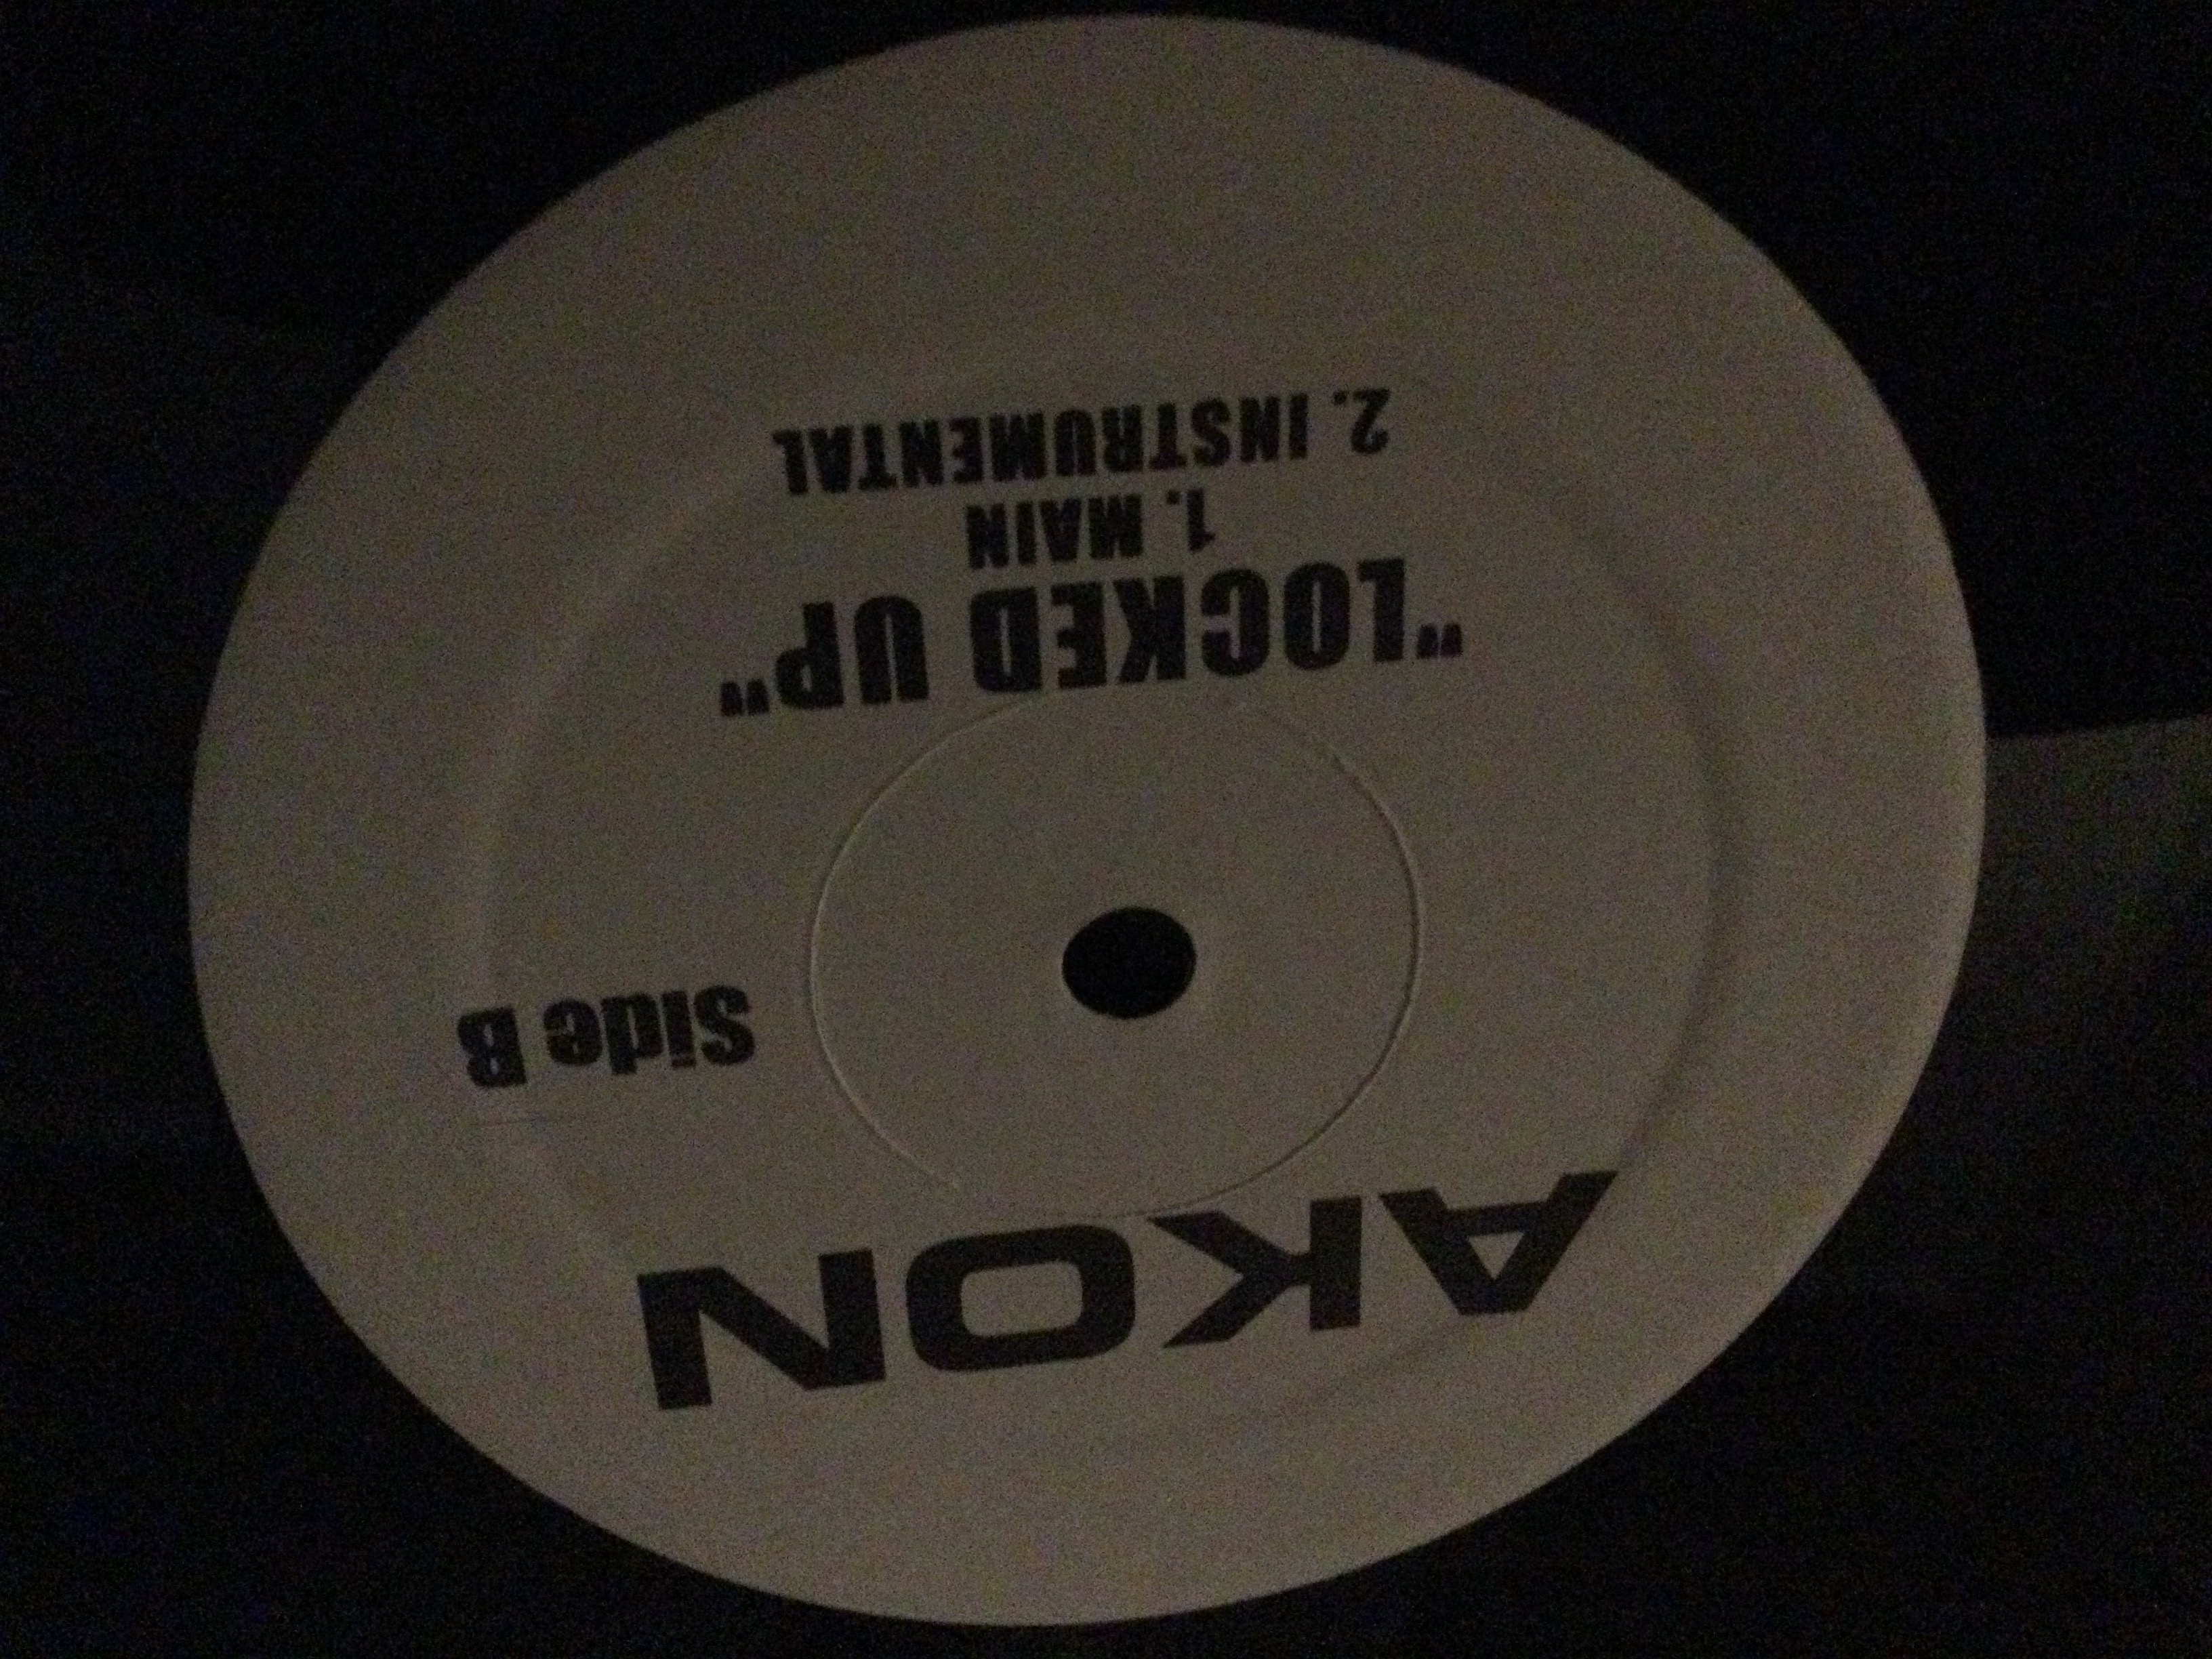 AKON
Side B
"LOCKED UP"
1. MAIN
2. INSTRUMENTAL